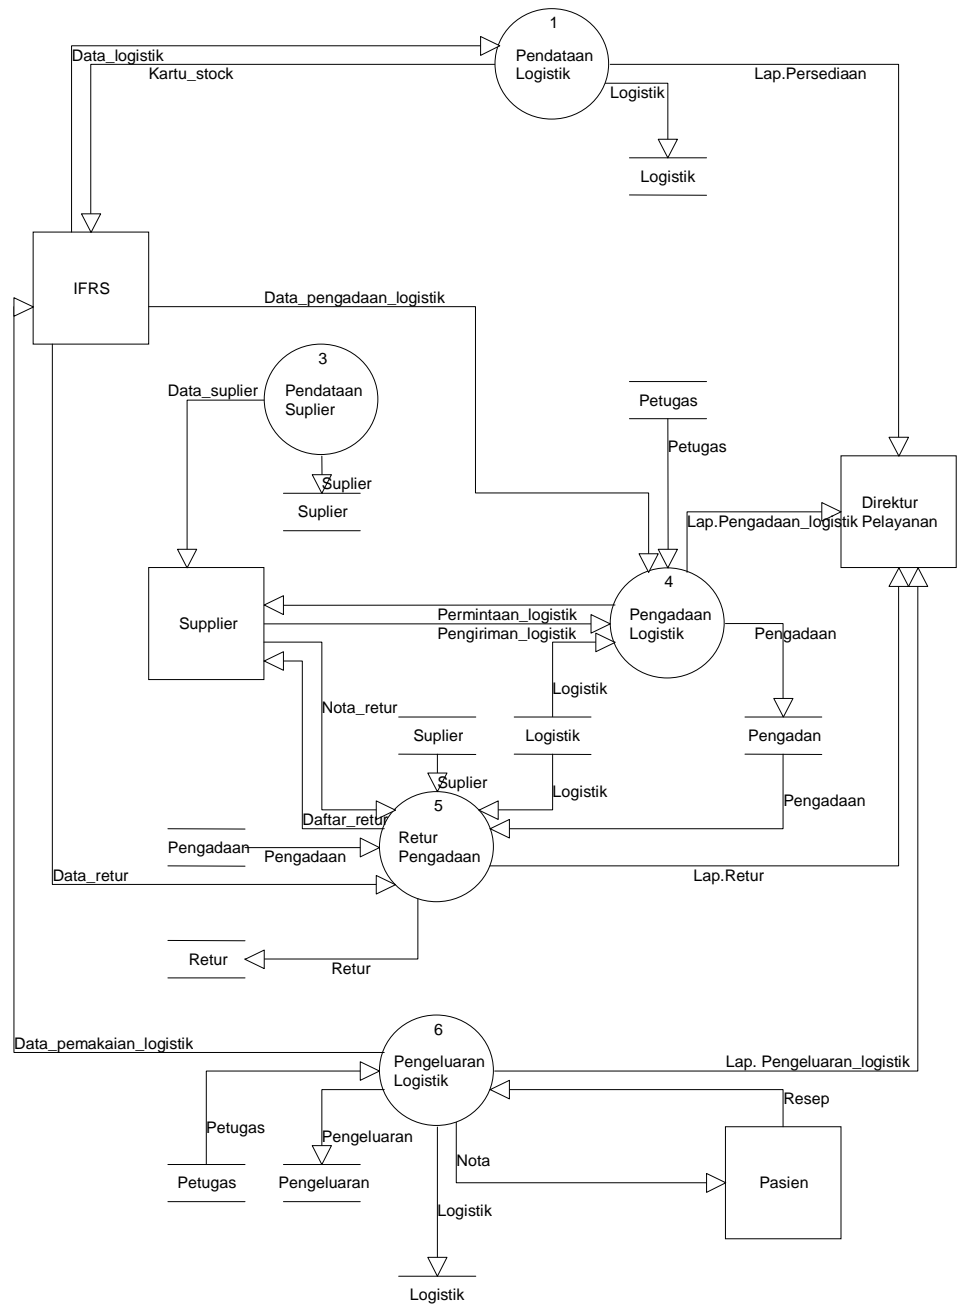 1
Pendataan
Logistik
Data_logistik
Kartu_stock
Lap.Persediaan
Logistik
Logistik
IFRS
Data_pengadaan_logistik
3
Pendataan
Suplier
Data_suplier
Suplier
Suplier
Petugas
Petugas
Direktur
Pelayanan
Lap.Pengadaan_logistik
4
Pengadaan
Logistik
Supplier
Permintaan_logistik
Pengiriman_logistik
Pengadaan
Logistik
Nota_retur
Suplier
Logistik
Pengadan
Suplier
Logistik
Pengadaan
5
Retur
Pengadaan
Daftar_retur
Pengadaan
Pengadaan
Data_retur
Lap.Retur
Retur
Retur
6
Pengeluaran
Logistik
Data_pemakaian_logistik
Lap. Pengeluaran_logistik
Resep
Petugas
Pengeluaran
Nota
Petugas
Pengeluaran
Pasien
Logistik
Logistik